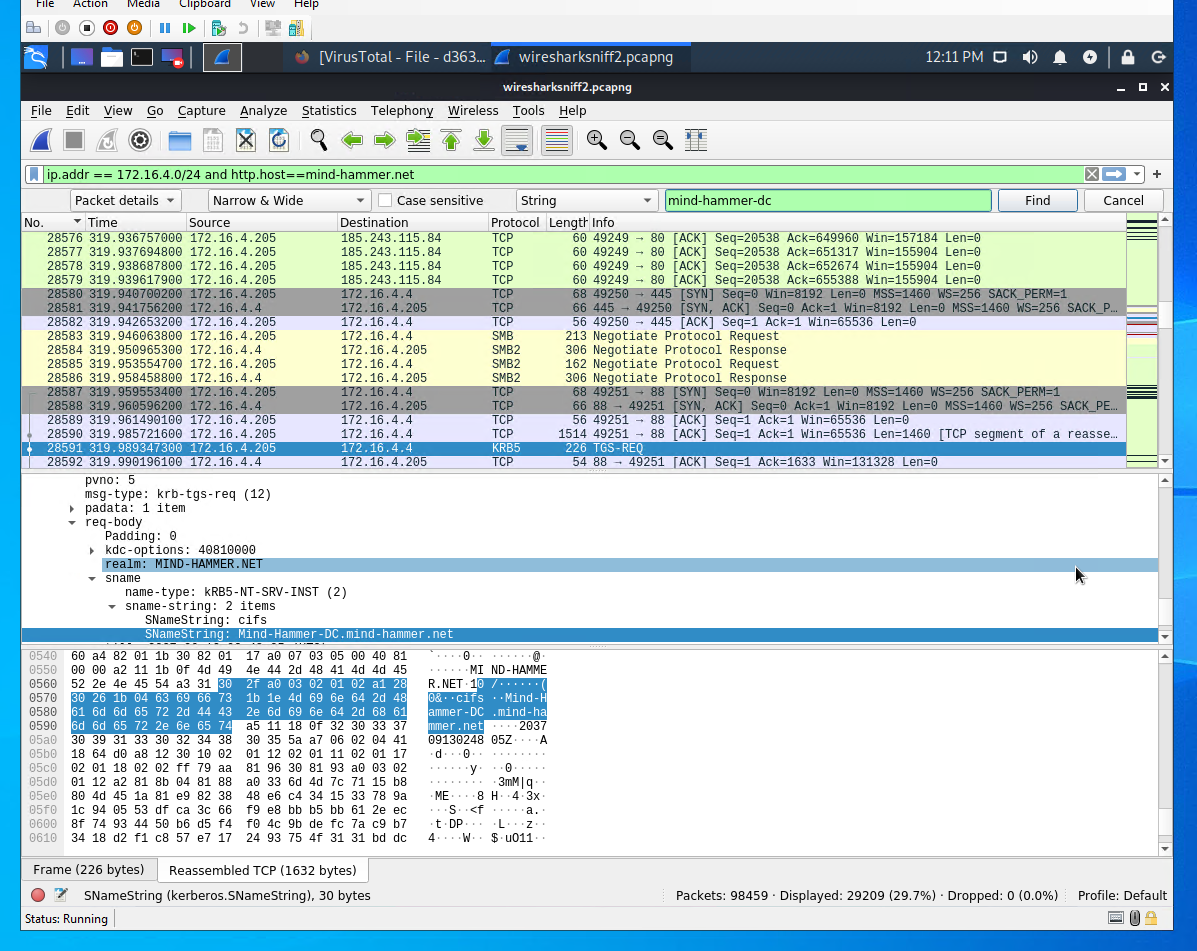 File Action Media Clipboard View Help
[VirusTotal - File - d363... wiresharksniff2.pcapng 12:11 PM
wiresharksniff2.pcapng
File Edit View Go Capture Analyze Statistics Telephony Wireless Tools Help
ip.addr == 172.16.4.0/24 and http.host==mind-hammer.net
Packet details Narrow & Wide Case sensitive String mind-hammer-dc Find Cancel
No. Time Source Destination Protocol Length Info
28576 319.936757000 172.16.4.205 185.243.115.84 TCP 60 49249 → 80 [ACK] Seq=20538 Ack=649960 Win=157184 Len=0
28577 319.937694800 172.16.4.205 185.243.115.84 TCP 60 49249 → 80 [ACK] Seq=20538 Ack=651317 Win=155904 Len=0
28578 319.938687800 172.16.4.205 185.243.115.84 TCP 60 49249 → 80 [ACK] Seq=20538 Ack=652674 Win=155904 Len=0
28579 319.939617900 172.16.4.205 185.243.115.84 TCP 60 49249 → 80 [ACK] Seq=20538 Ack=655388 Win=155904 Len=0
28580 319.940700200 172.16.4.205 172.16.4.4 TCP 68 49250 → 445 [SYN] Seq=0 Win=8192 Len=0 MSS=1460 WS=256 SACK_PERM=1
28581 319.941756200 172.16.4.4 172.16.4.205 TCP 66 445 → 49250 [SYN, ACK] Seq=0 Ack=1 Win=8192 Len=0 MSS=1460 WS=256 SACK_P…
28582 319.942653200 172.16.4.205 172.16.4.4 TCP 56 49250 → 445 [ACK] Seq=1 Ack=1 Win=65536 Len=0
28583 319.946063800 172.16.4.205 172.16.4.4 SMB 213 Negotiate Protocol Request
28584 319.950965300 172.16.4.4 172.16.4.205 SMB2 306 Negotiate Protocol Response
28585 319.953554700 172.16.4.205 172.16.4.4 SMB2 162 Negotiate Protocol Request
28586 319.958458800 172.16.4.4 172.16.4.205 SMB2 306 Negotiate Protocol Response
28587 319.959553400 172.16.4.205 172.16.4.4 TCP 68 49251 → 88 [SYN] Seq=0 Win=8192 Len=0 MSS=1460 WS=256 SACK_PERM=1
28588 319.960596200 172.16.4.4 172.16.4.205 TCP 66 88 → 49251 [SYN, ACK] Seq=0 Ack=1 Win=8192 Len=0 MSS=1460 WS=256 SACK_PE…
28589 319.961490100 172.16.4.205 172.16.4.4 TCP 56 49251 → 88 [ACK] Seq=1 Ack=1 Win=65536 Len=0
28590 319.985721600 172.16.4.205 172.16.4.4 TCP 1514 49251 → 88 [ACK] Seq=1 Ack=1 Win=65536 Len=1460 [TCP segment of a reasse…
28591 319.989347300 172.16.4.205 172.16.4.4 KRB5 226 TGS-REQ
28592 319.990196100 172.16.4.4 172.16.4.205 TCP 54 88 → 49251 [ACK] Seq=1 Ack=1633 Win=131328 Len=0
pvno: 5
msg-type: krb-tgs-req (12)
padata: 1 item
req-body
Padding: 0
kdc-options: 40810000
realm: MIND-HAMMER.NET
sname
name-type: kRB5-NT-SRV-INST (2)
sname-string: 2 items
SNameString: cifs
SNameString: Mind-Hammer-DC.mind-hammer.net
0540 60 a4 82 01 1b 30 82 01 17 a0 07 03 05 00 40 81 `····0·· ······@·
0550 00 00 a2 11 1b 0f 4d 49 4e 44 2d 48 41 4d 4d 45 ······MI ND-HAMME
0560 52 2e 4e 45 54 a3 31 30 2f a0 03 02 01 02 a1 28 R.NET·10 /······(
0570 30 26 1b 04 63 69 66 73 1b 1e 4d 69 6e 64 2d 48 0&··cifs ··Mind-H
0580 61 6d 6d 65 72 2d 44 43 2e 6d 69 6e 64 2d 68 61 ammer-DC .mind-ha
0590 6d 6d 65 72 2e 6e 65 74 a5 11 18 0f 32 30 33 37 mmer.net ····2037
05a0 30 39 31 33 30 32 34 38 30 35 5a a7 06 02 04 41 09130248 05Z····A
05b0 18 64 d0 a8 12 30 10 02 01 12 02 01 11 02 01 17 ·d···0·· ········
05c0 02 01 18 02 02 ff 79 aa 81 96 30 81 93 a0 03 02 ······y· ··0·····
05d0 01 12 a2 81 8b 04 81 88 a0 33 6d 4d 7c 71 15 b8 ········ ·3mM|q··
05e0 80 4d 45 1a 81 e9 82 38 48 e6 c4 34 15 33 78 9a ·ME····8 H··4·3x·
05f0 1c 94 05 53 df ca 3c 66 f9 e8 bb b5 bb 61 2e ec ···S··<f ·····a.·
0600 8f 74 93 44 50 b6 d5 f4 f0 4c 9b de fc 7a c9 b7 ·t·DP··· ·L···z··
0610 34 18 d2 f1 c8 57 e7 17 24 93 75 4f 31 31 bd dc 4····W·· $·uO11··
Frame (226 bytes) Reassembled TCP (1632 bytes)
SNameString (kerberos.SNameString), 30 bytes Packets: 98459 · Displayed: 29209 (29.7%) · Dropped: 0 (0.0%) Profile: Default
Status: Running